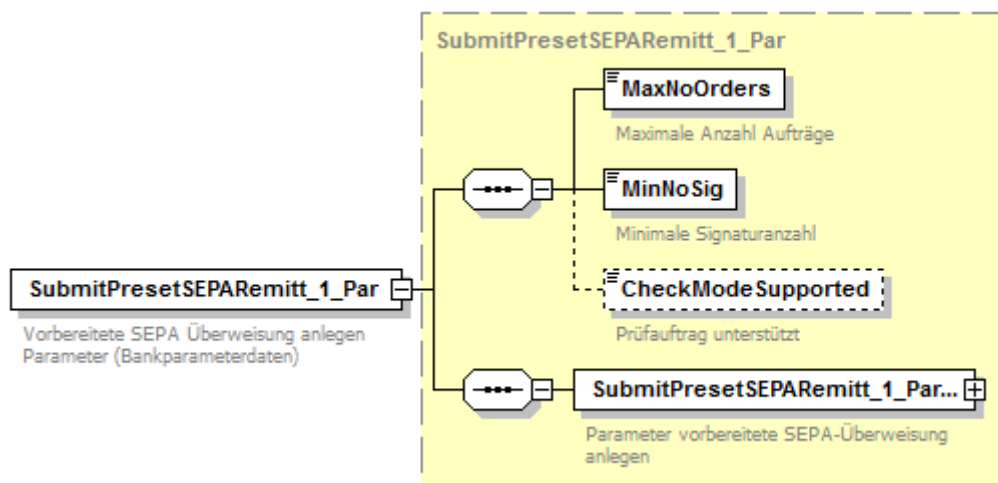 SubmitPresetSEPARemitt_1_Par
MaxNoOrders
Maximale Anzahl Aufträge
MinNoSig
Minimale Signaturanzahl
SubmitPresetSEPARemitt_1_Par
Vorbereitete SEPA Überweisung anlegen
Parameter (Bankparameterdaten)
CheckModeSupported
Prüfauftrag unterstützt
SubmitPresetSEPARemitt_1_Par...
Parameter vorbereitete SEPA-Überweisung
anlegen